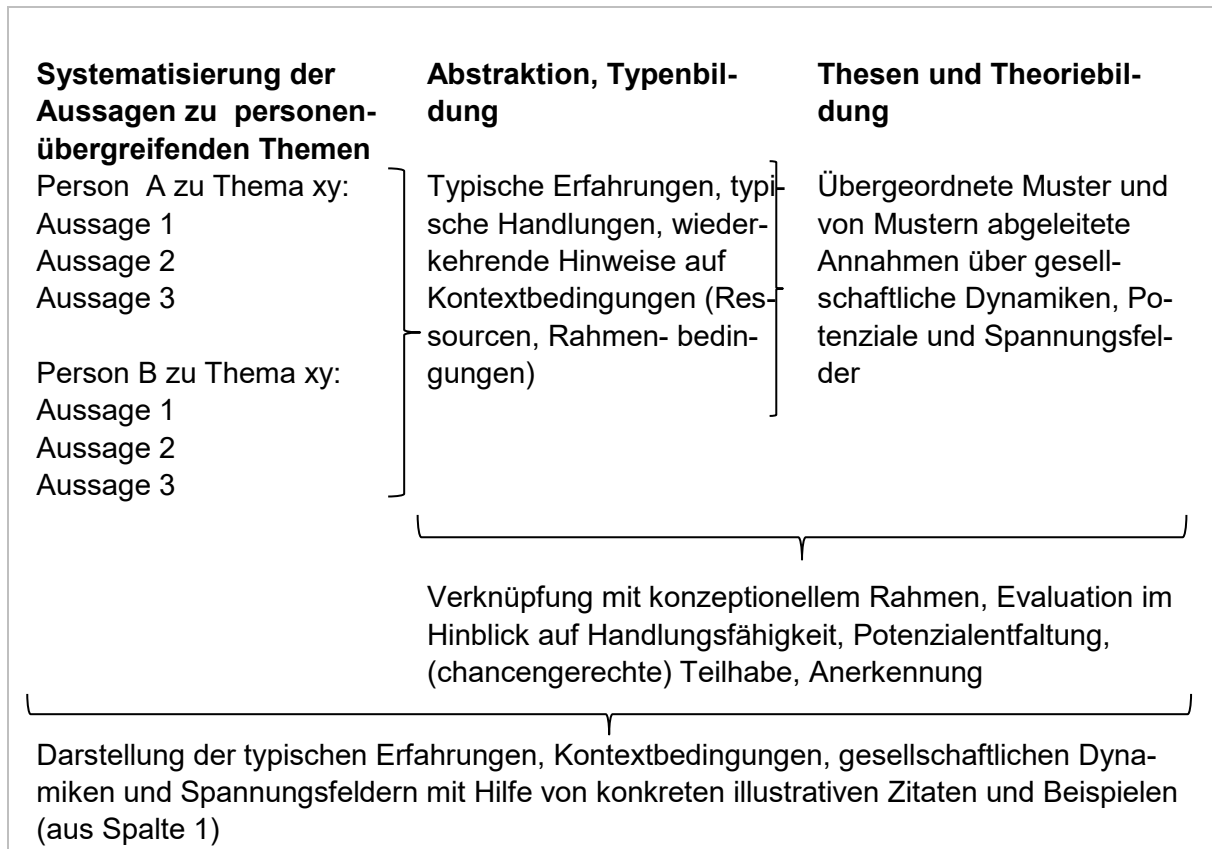 Systematisierung der
Aussagen zu personen-
übergreifenden Themen
Person A zu Thema xy:
Aussage 1
Aussage 2
Aussage 3
Person B zu Thema xy:
Aussage 1
Aussage 2
Aussage 3
Abstraktion, Typenbil-
dung
Typische Erfahrungen, typi-
sche Handlungen, wieder-
kehrende Hinweise auf
Kontextbedingungen (Res-
sourcen, Rahmen- bedin-
gungen)
Thesen und Theoriebil-
dung
Übergeordnete Muster und
von Mustern abgeleitete
Annahmen über gesell-
schaftliche Dynamiken, Po-
tenziale und Spannungsfel-
der
Verknüpfung mit konzeptionellem Rahmen, Evaluation im
Hinblick auf Handlungsfähigkeit, Potenzialentfaltung,
(chancengerechte) Teilhabe, Anerkennung
Darstellung der typischen Erfahrungen, Kontextbedingungen, gesellschaftlichen Dyna-
miken und Spannungsfeldern mit Hilfe von konkreten illustrativen Zitaten und Beispielen
(aus Spalte 1)